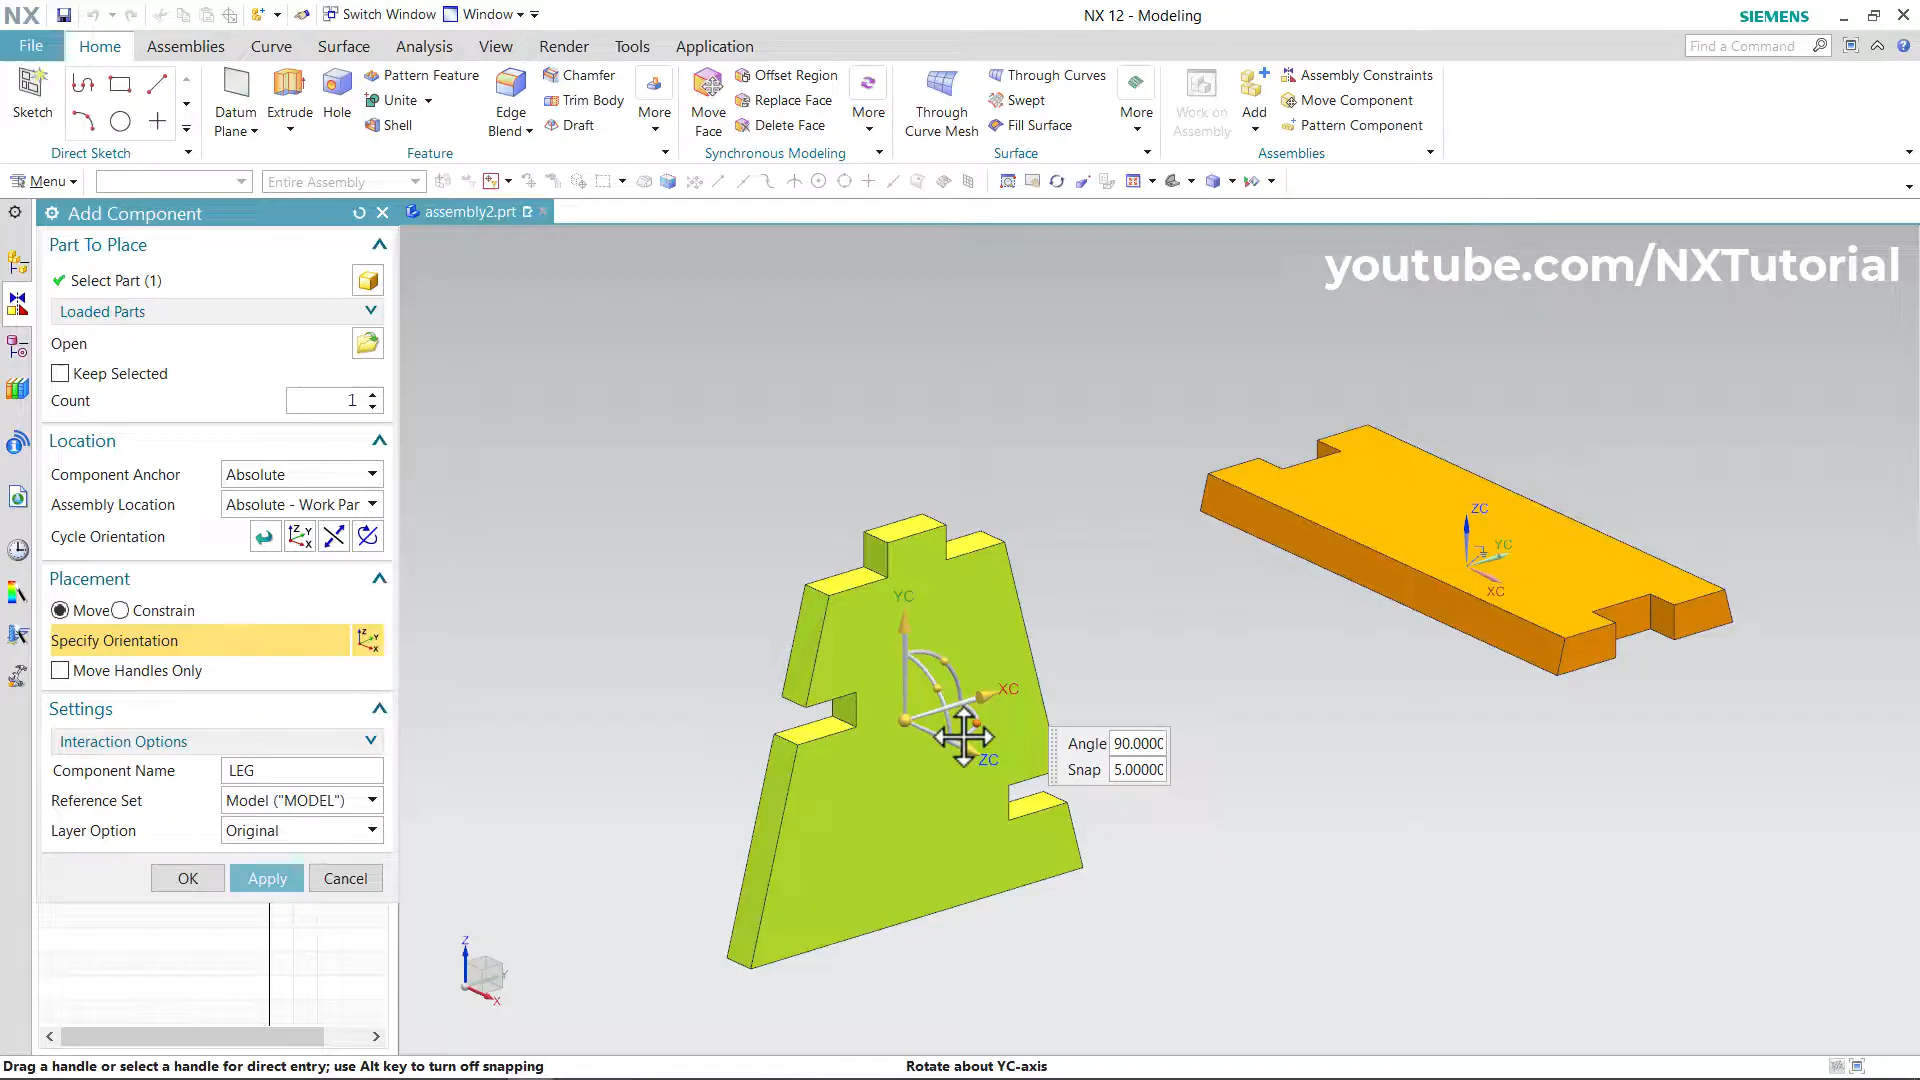 NX Switch Window Window NX 12 - Modeling SIEMENS
File Home Assemblies Curve Surface Analysis View Render Tools Application Find a Command
Sketch
Direct Sketch
Datum Plane
Extrude
Hole
Pattern Feature
Unite
Shell
Edge Blend
Chamfer
Trim Body
Draft
More
Feature
Move Face
Offset Region
Replace Face
Delete Face
More
Synchronous Modeling
Through Curve Mesh
Through Curves
Swept
Fill Surface
More
Surface
Work on Assembly
Add
Assembly Constraints
Move Component
Pattern Component
Assemblies
Menu Entire Assembly
Add Component
assembly2.prt
youtube.com/NXTutorial
Part To Place
Select Part (1)
Loaded Parts
Open
Keep Selected
Count 1
Location
Component Anchor Absolute
Assembly Location Absolute - Work Par
Cycle Orientation
Placement
Move Constrain
Specify Orientation
Move Handles Only
Settings
Interaction Options
Component Name LEG
Reference Set Model ("MODEL")
Layer Option Original
OK Apply Cancel
YC
XC
ZC
Angle 90.0000
Snap 5.00000
ZC
YC
XC
Z
Y
X
Drag a handle or select a handle for direct entry; use Alt key to turn off snapping Rotate about YC-axis